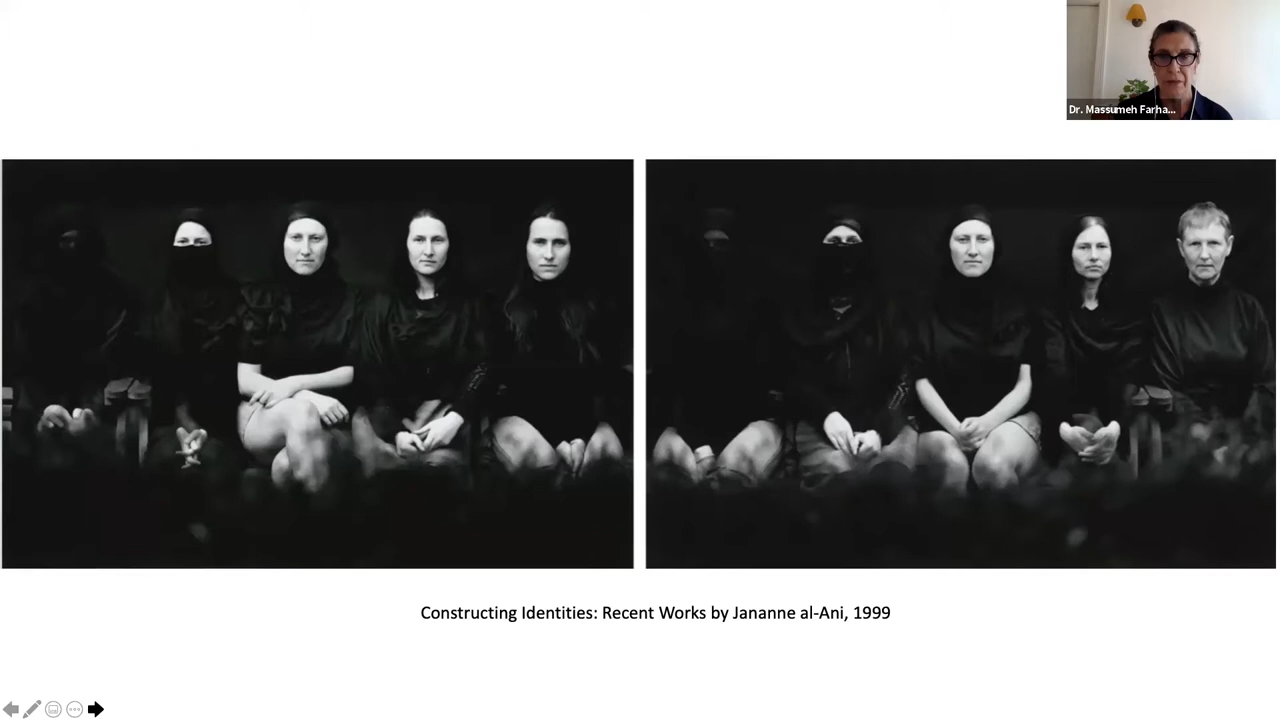 Dr. Massumeh Farha...
Constructing Identities: Recent Works by Jananne al-Ani, 1999